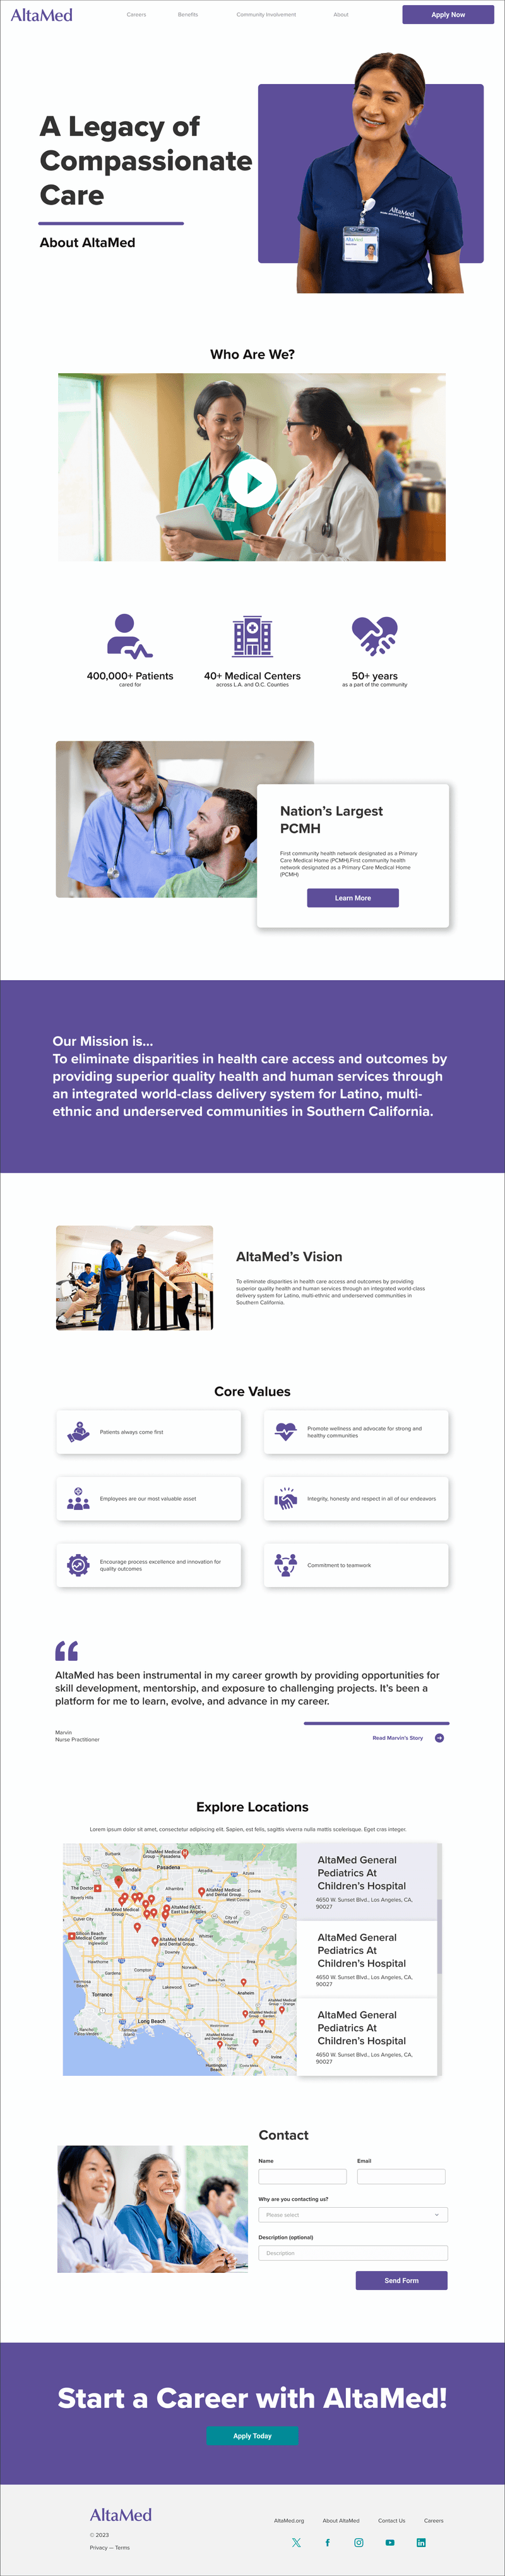 AltaMed
Careers
Benefits
Community Involvement
About
Apply Now
A Legacy of
Compassionate
Care
About AltaMed
AltaMed
AltaMed
Who Are We?
400,000+ Patients
cared for
40+ Medical Centers
across L.A. and O.C. Counties
50+ years
as a part of the community
Nation's Largest
PCMH
First community health network designated as a Primary
Care Medical Home (PCMH).First community health
network designated as a Primary Care Medical Home
(PCMH)
Learn More
Our Mission is...
To eliminate disparities in health care access and outcomes by
providing superior quality health and human services through
an integrated world-class delivery system for Latino, multi-
ethnic and underserved communities in Southern California.
AltaMed's Vision
To eliminate disparities in health care access and outcomes by providing
superior quality health and human services through an integrated world-class
delivery system for Latino, multi-ethnic and underserved communities in
Southern California.
Core Values
Patients always come first
Promote wellness and advocate for strong and
healthy communities
Employees are our most valuable asset
Integrity, honesty and respect in all of our endeavors
Encourage process excellence and innovation for
quality outcomes
Commitment to teamwork
“
AltaMed has been instrumental in my career growth by providing opportunities for
skill development, mentorship, and exposure to challenging projects. It's been a
platform for me to learn, evolve, and advance in my career.
Marvin
Nurse Practitioner
Read Marvin's Story
Explore Locations
Lorem ipsum dolor sit amet, consectetur adipiscing elit. Sapien, est felis, sagittis viverra nulla mattis scelerisque. Eget cras integer.
Burbank
AltaMed Medical
Group – Pasadena
Glendale
Pasadena
Arcadia
Azusa
The Doctor
Alhambra
AltaMed Medical
and Dental Group...
West Covina
Covina
Beverly Hills
Culver City
AltaMed Medical
Group –
AltaMed PACE -
East Los Angeles
City of
Industry
Silicon Beach
Medical Center
Inglewood
AltaMed Medical
and Dental Group...
Whittier
Downey
Hawthorne
Compton
Norwalk
Brea
Gardena
Hermosa
Beach
Lakewood
Buena Park
Torrance
Anaheim
Long Beach
AltaMed Medical
Group – Orange
Rancho
Palos Verdes
AltaMed Medical
Group – Garden
Westminster
Santa Ana
AltaMed Medical
and Dental Group
Fountain
Valley
Huntington
Beach
Costa Mesa
Irvine
AltaMed General
Pediatrics At
Children's Hospital
4650 W. Sunset Blvd., Los Angeles, CA,
90027
AltaMed General
Pediatrics At
Children's Hospital
4650 W. Sunset Blvd., Los Angeles, CA,
90027
AltaMed General
Pediatrics At
Children's Hospital
4650 W. Sunset Blvd., Los Angeles, CA,
90027
Contact
Name
Email
Why are you contacting us?
Please select
Description (optional)
Description
Send Form
Start a Career with AltaMed!
Apply Today
AltaMed
© 2023
Privacy — Terms
AltaMed.org
About AltaMed
Contact Us
Careers